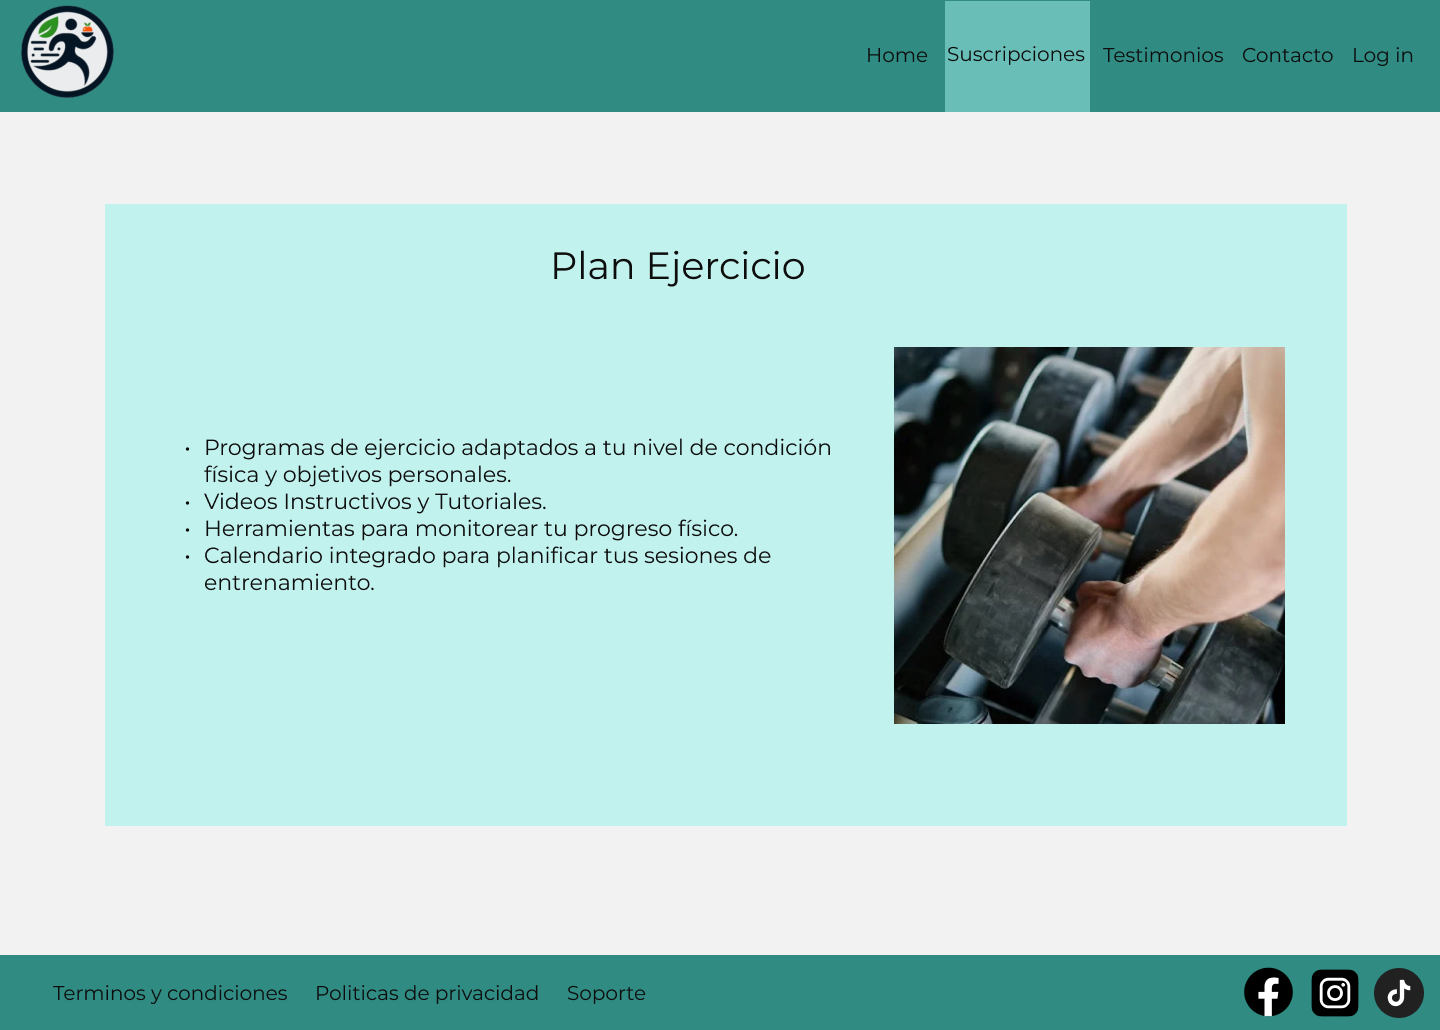 Home Suscripciones Testimonios Contacto Log in
Plan Ejercicio
• Programas de ejercicio adaptados a tu nivel de condición
física y objetivos personales.
• Videos Instructivos y Tutoriales.
• Herramientas para monitorear tu progreso físico.
• Calendario integrado para planificar tus sesiones de
entrenamiento.
Terminos y condiciones Politicas de privacidad Soporte